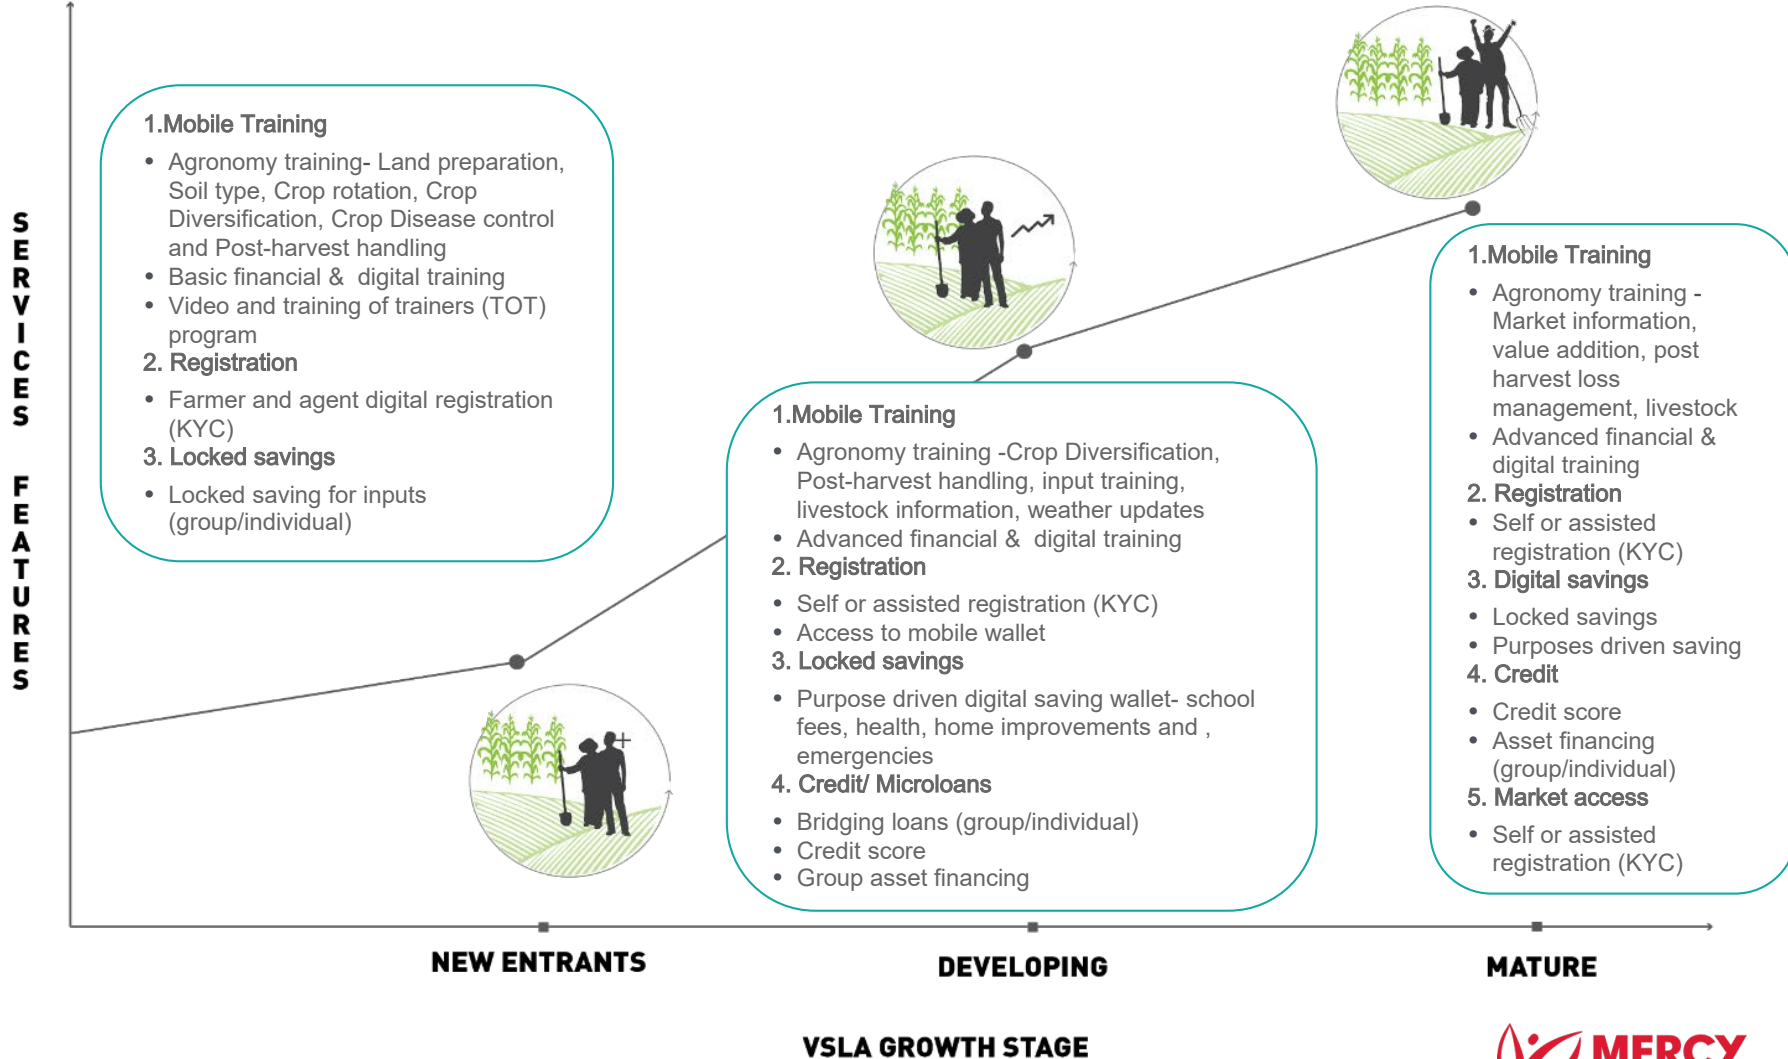 SERVICES FEATURES
1.Mobile Training
• Agronomy training- Land preparation,
Soil type, Crop rotation, Crop
Diversification, Crop Disease control
and Post-harvest handling
• Basic financial & digital training
• Video and training of trainers (TOT)
program
2. Registration
• Farmer and agent digital registration
(KYC)
3. Locked savings
• Locked saving for inputs
(group/individual)
1.Mobile Training
• Agronomy training -Crop Diversification,
Post-harvest handling, input training,
livestock information, weather updates
• Advanced financial & digital training
2. Registration
• Self or assisted registration (KYC)
• Access to mobile wallet
3. Locked savings
• Purpose driven digital saving wallet- school
fees, health, home improvements and ,
emergencies
4. Credit/ Microloans
• Bridging loans (group/individual)
• Credit score
• Group asset financing
1.Mobile Training
• Agronomy training -
Market information,
value addition, post
harvest loss
management, livestock
• Advanced financial &
digital training
2. Registration
• Self or assisted
registration (KYC)
3. Digital savings
• Locked savings
• Purposes driven saving
4. Credit
• Credit score
• Asset financing
(group/individual)
5. Market access
• Self or assisted
registration (KYC)
NEW ENTRANTS
DEVELOPING
MATURE
VSLA GROWTH STAGE
MERCY